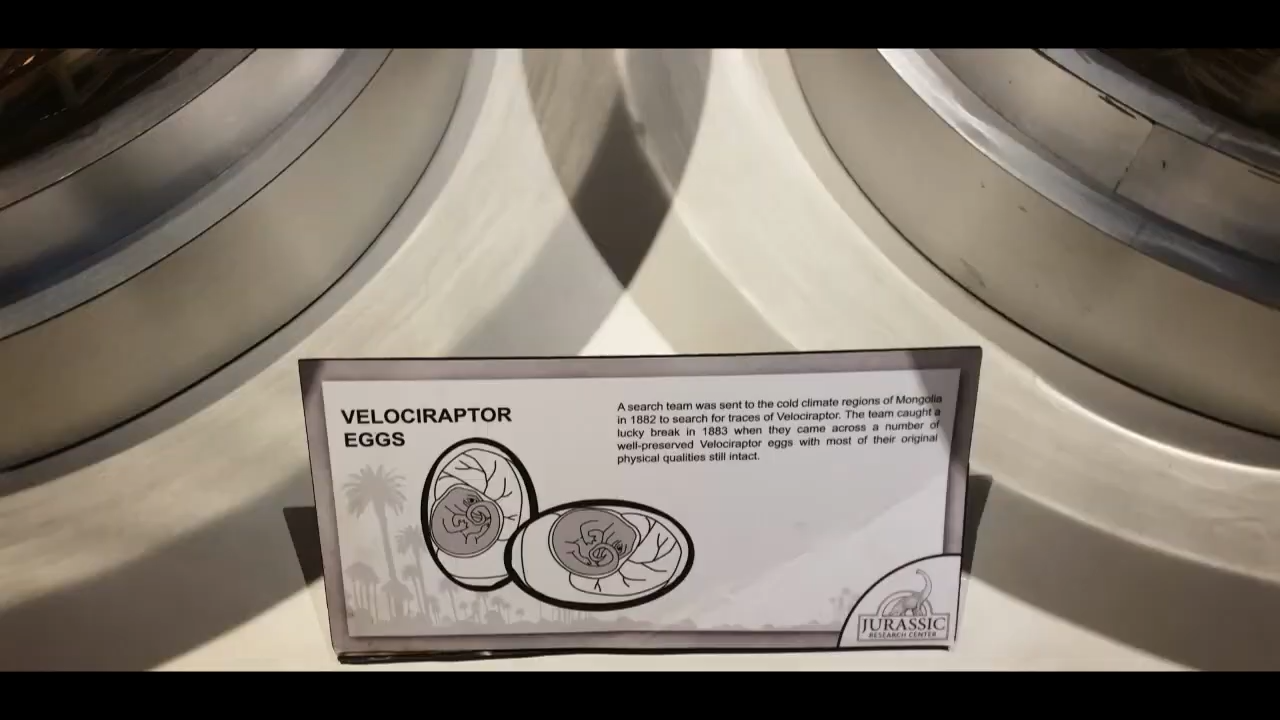 VELOCIRAPTOR
EGGS
A search team was sent to the cold climate regions of Mongolia
in 1882 to search for traces of Velociraptor. The team caught a
lucky break in 1883 when they came across a number of
well-preserved Velociraptor eggs with most of their original
physical qualities still intact.
JURASSIC
RESEARCH CENTER